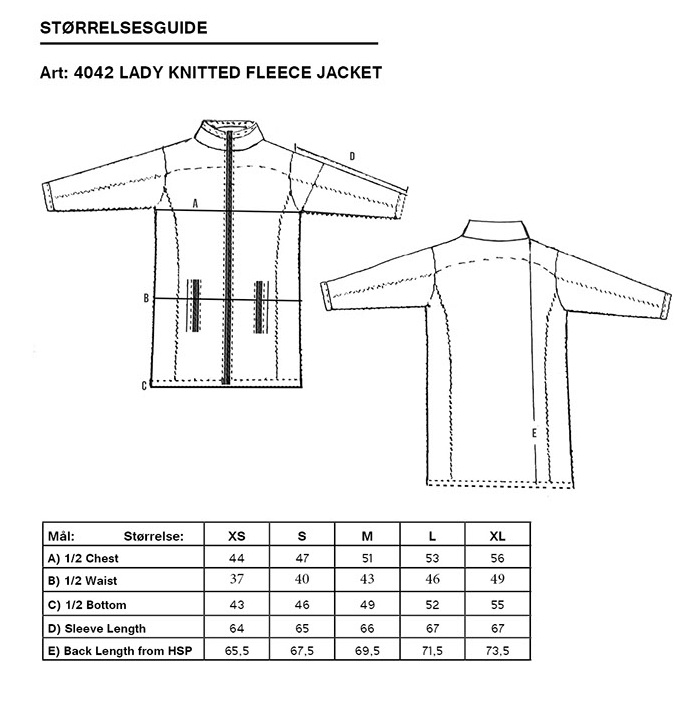 STØRRELSESGUIDE
Art: 4042 LADY KNITTED FLEECE JACKET
D
A
B
C
E
Mål: Størrelse: XS S M L XL
A) 1/2 Chest 44 47 51 53 56
B) 1/2 Waist 37 40 43 46 49
C) 1/2 Bottom 43 46 49 52 55
D) Sleeve Length 64 65 66 67 67
E) Back Length from HSP 65,5 67,5 69,5 71,5 73,5